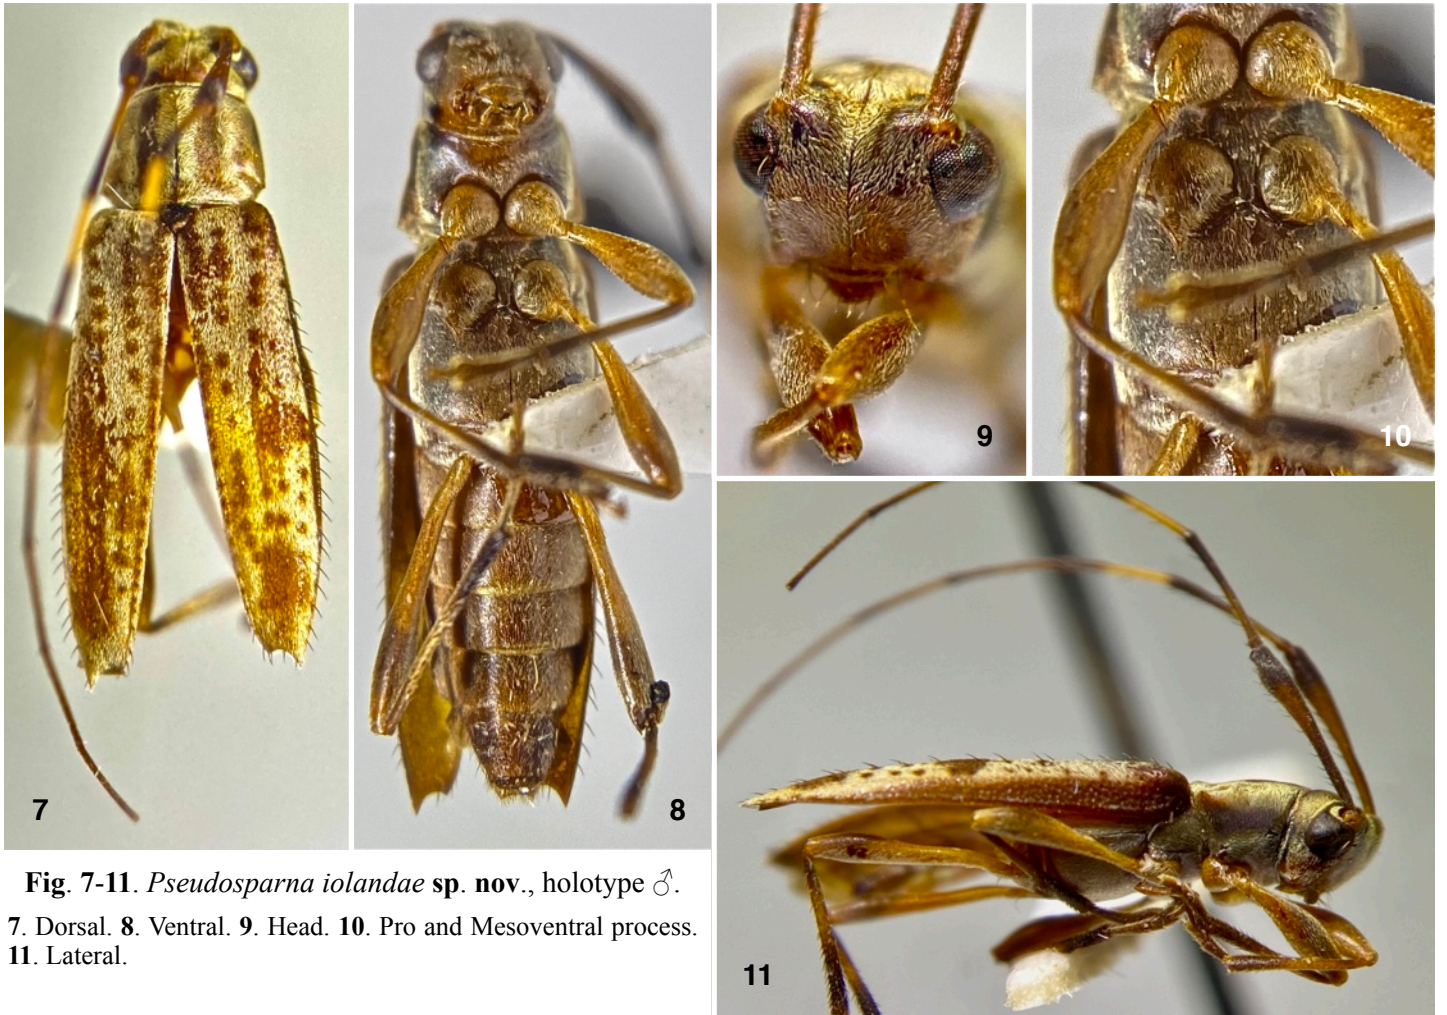 7
8
9
10
11
Fig. 7-11. Pseudosparna iolandae sp. nov., holotype ♂.
7. Dorsal. 8. Ventral. 9. Head. 10. Pro and Mesoventral process.
11. Lateral.